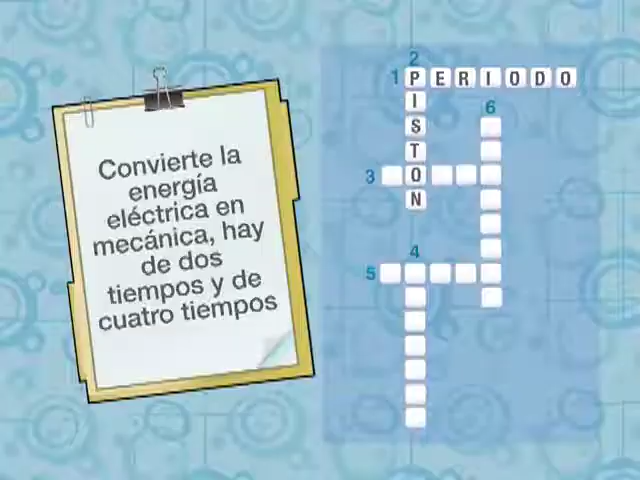 Convierte la
energía
eléctrica en
mecánica, hay
de dos
tiempos y de
cuatro tiempos
2
1 PERIODO
I
6
S
T
3 O
N
4
5